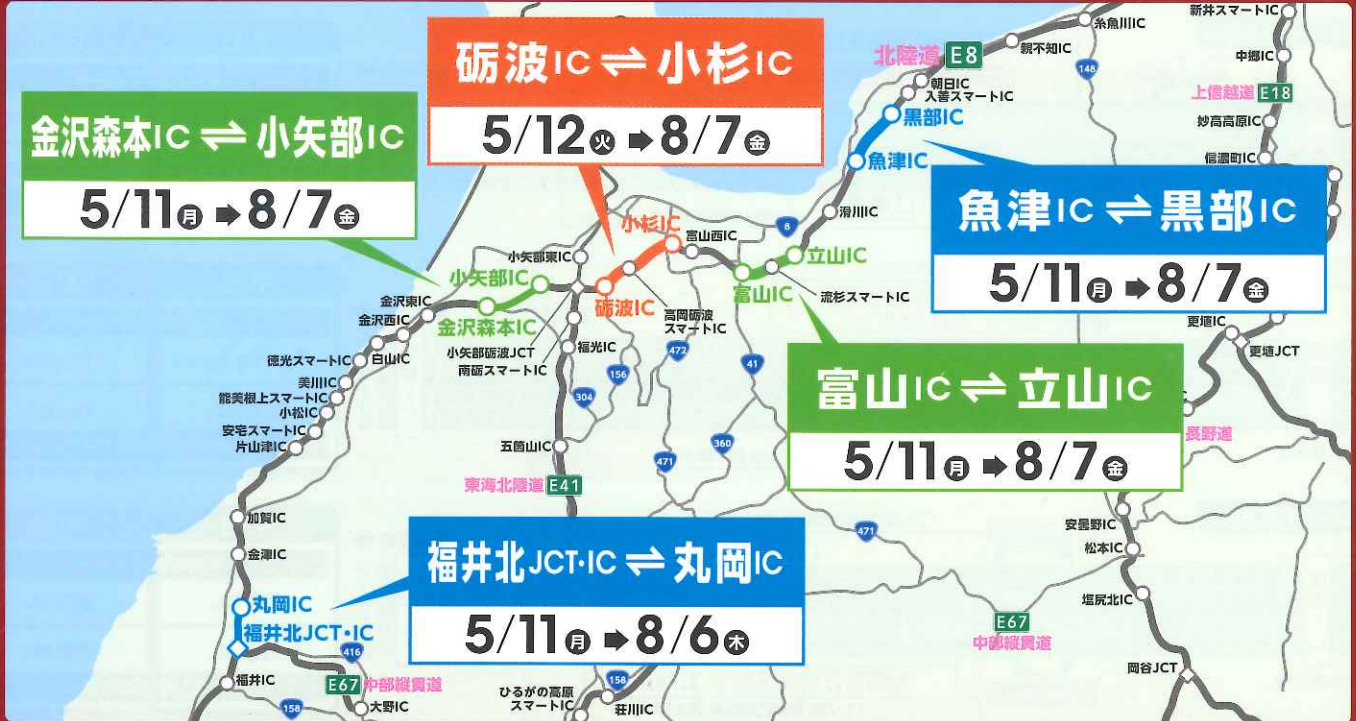 新井スマートIC
糸魚川IC
北陸道 E8
親不知IC
148
中郷IC
朝日IC
入善スマートIC
上信越道 E18
妙高高原IC
信濃町IC
砺波IC ⇌ 小杉IC
5/12火 ➡ 8/7金
金沢森本IC ⇌ 小矢部IC
5/11月 ➡ 8/7金
黒部IC
魚津IC
魚津IC ⇌ 黒部IC
5/11月 ➡ 8/7金
滑川IC
8
小杉IC
富山西IC
小矢部東IC
立山IC
小矢部IC
富山IC
流杉スマートIC
砺波IC
高岡砺波
スマートIC
金沢森本IC
金沢東IC
金沢西IC
小矢部砺波JCT
南砺スマートIC
福光IC
472
41
156
304
更埴IC
更埴JCT
富山IC ⇌ 立山IC
5/11月 ➡ 8/7金
長野道
徳光スマートIC
白山IC
美川IC
能美根上スマートIC
小松IC
安宅スマートIC
片山津IC
五箇山IC
360
471
東海北陸道 E41
加賀IC
金津IC
471
安曇野IC
松本IC
塩尻北IC
福井北JCT・IC ⇌ 丸岡IC
5/11月 ➡ 8/6木
丸岡IC
福井北JCT・IC
416
E67
中部縦貫道
岡谷JCT
福井IC
E67 中部縦貫道
大野IC
158
ひるがの高原
スマートIC
158
荘川IC